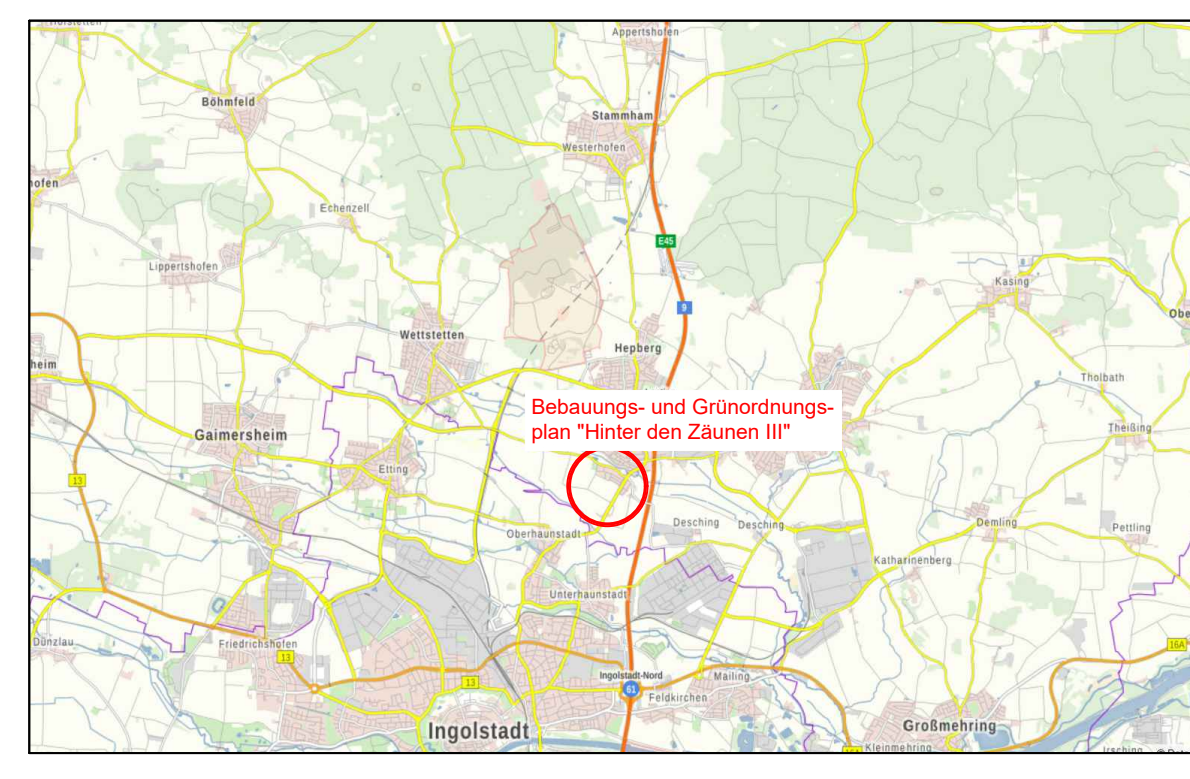 Appertshofen
Böhmfeld
Stammham
Westerhofen
ofen
Echenzell
E45
Lippertshofen
Kasing
9
Obe
Wettstetten
Hepberg
heim
Tholbath
Bebauungs- und Grünordnungs-
plan "Hinter den Zäunen III"
Gaimersheim
Theißing
Etting
13
Oberhaunstadt
Desching
Desching
Demling
Pettling
Katharinenberg
Unterhaunstadt
Dünzlau
Friedrichshofen
13
16A
Ingolstadt-Nord
Mailing
13
61
Feldkirchen
Ingolstadt
Großmehring
Kleinmehring
Irsching